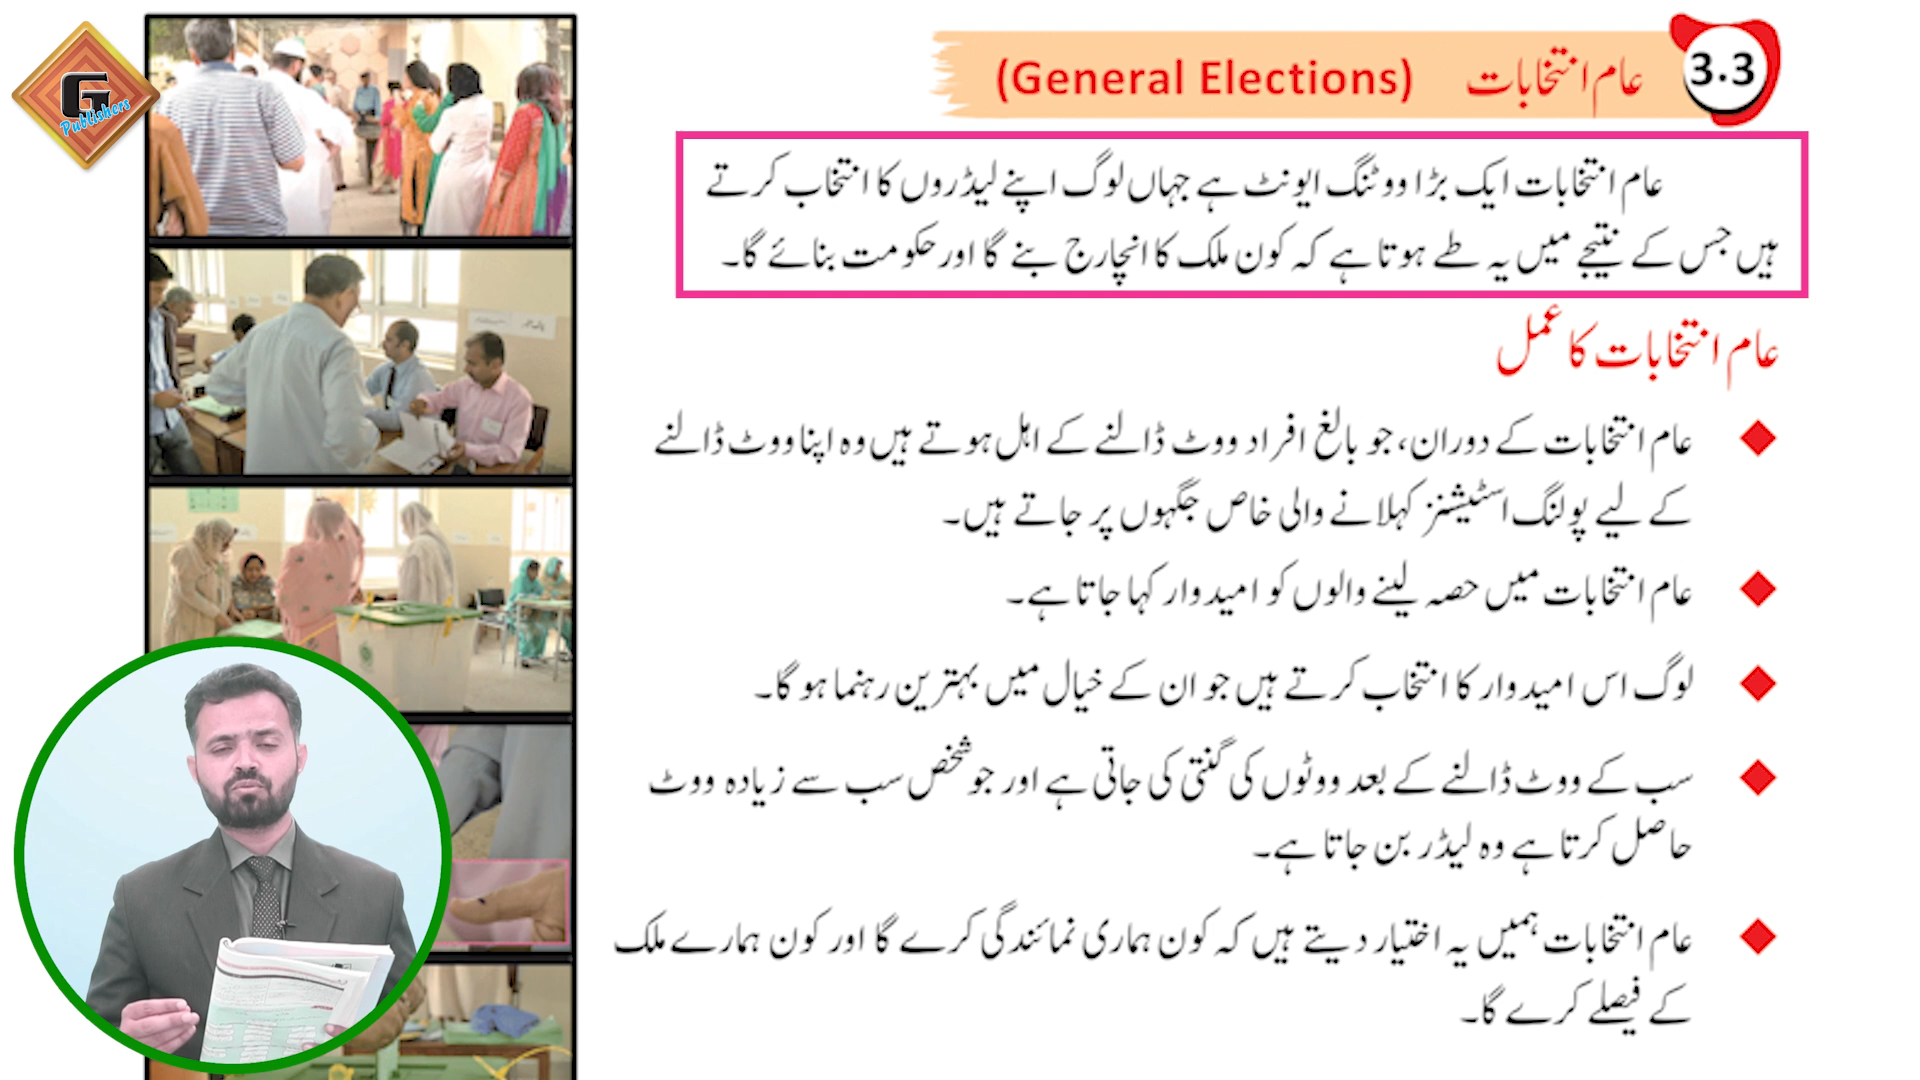 G
Publishers
3.3
عام انتخابات (General Elections)
عام انتخابات ایک بڑا ووٹنگ ایونٹ ہے جہاں لوگ اپنے لیڈروں کا انتخاب کرتے
ہیں جس کے نتیجے میں یہ طے ہوتا ہے کہ کون ملک کا انچارج بنے گا اور حکومت بنائے گا۔
عام انتخابات کا عمل
عام انتخابات کے دوران، جو بالغ افراد ووٹ ڈالنے کے اہل ہوتے ہیں وہ اپنا ووٹ ڈالنے
کے لیے پولنگ اسٹیشنز کہلانے والی خاص جگہوں پر جاتے ہیں۔
عام انتخابات میں حصہ لینے والوں کو امیدوار کہا جاتا ہے۔
لوگ اس امیدوار کا انتخاب کرتے ہیں جو ان کے خیال میں بہترین رہنما ہو گا۔
سب کے ووٹ ڈالنے کے بعد ووٹوں کی گنتی کی جاتی ہے اور جو شخص سب سے زیادہ ووٹ
حاصل کرتا ہے وہ لیڈر بن جاتا ہے۔
عام انتخابات ہمیں یہ اختیار دیتے ہیں کہ کون ہماری نمائندگی کرے گا اور کون ہمارے ملک
کے فیصلے کرے گا۔